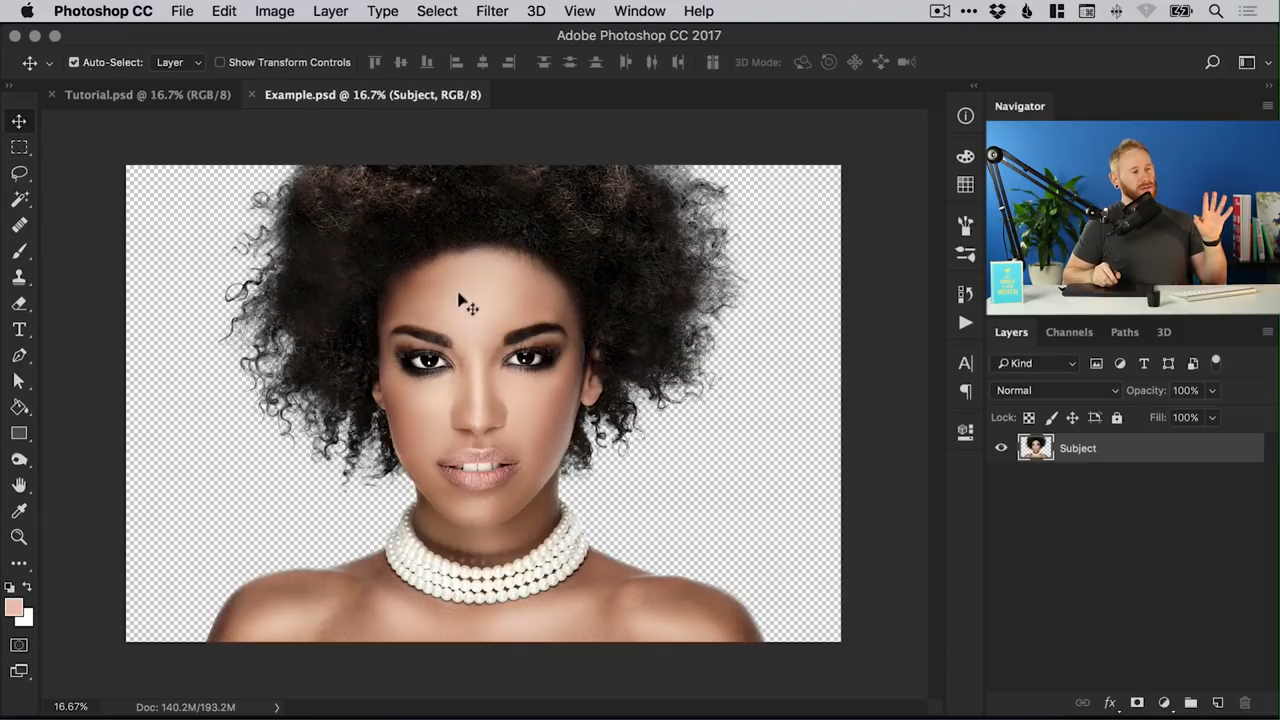 Photoshop CC File Edit Image Layer Type Select Filter 3D View Window Help
Adobe Photoshop CC 2017
Auto-Select: Layer Show Transform Controls 3D Mode:
Tutorial.psd @ 16.7% (RGB/8) Example.psd @ 16.7% (Subject, RGB/8)
Navigator
Layers Channels Paths 3D
Kind
Normal Opacity: 100%
Lock: Fill: 100%
Subject
16.67% Doc: 140.2M/193.2M